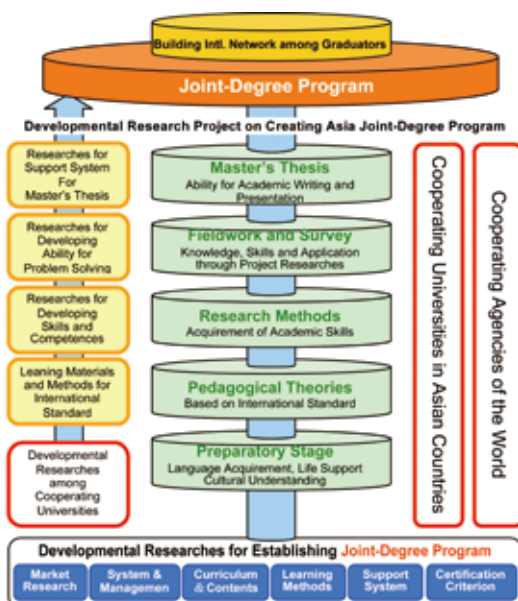 Building Intl. Network among Graduators
Joint-Degree Program
Developmental Research Project on Creating Asia Joint-Degree Program
Researches for
Support System
For
Master's Thesis
Master's Thesis
Ability for Academic Writing and
Presentation
Researches for
Developing
Ability for
Problem Solving
Fieldwork and Survey
Knowledge, Skills and Application
through Project Researches
Researches for
Developing
Skills and
Competences
Research Methods
Acquirement of Academic Skills
Leaning Materials
and Methods for
International
Standard
Pedagogical Theories
Based on International Standard
Developmental
Researches
among
Cooperating
Universities
Preparatory Stage
Language Acquirement, Life Support
Cultural Understanding
Cooperating Universities in Asian Countries
Cooperating Agencies of the World
Developmental Researches for Establishing Joint-Degree Program
Market
Research
System &
Managemen
Curriculum
& Contents
Learning
Methods
Support
System
Certification
Criterion